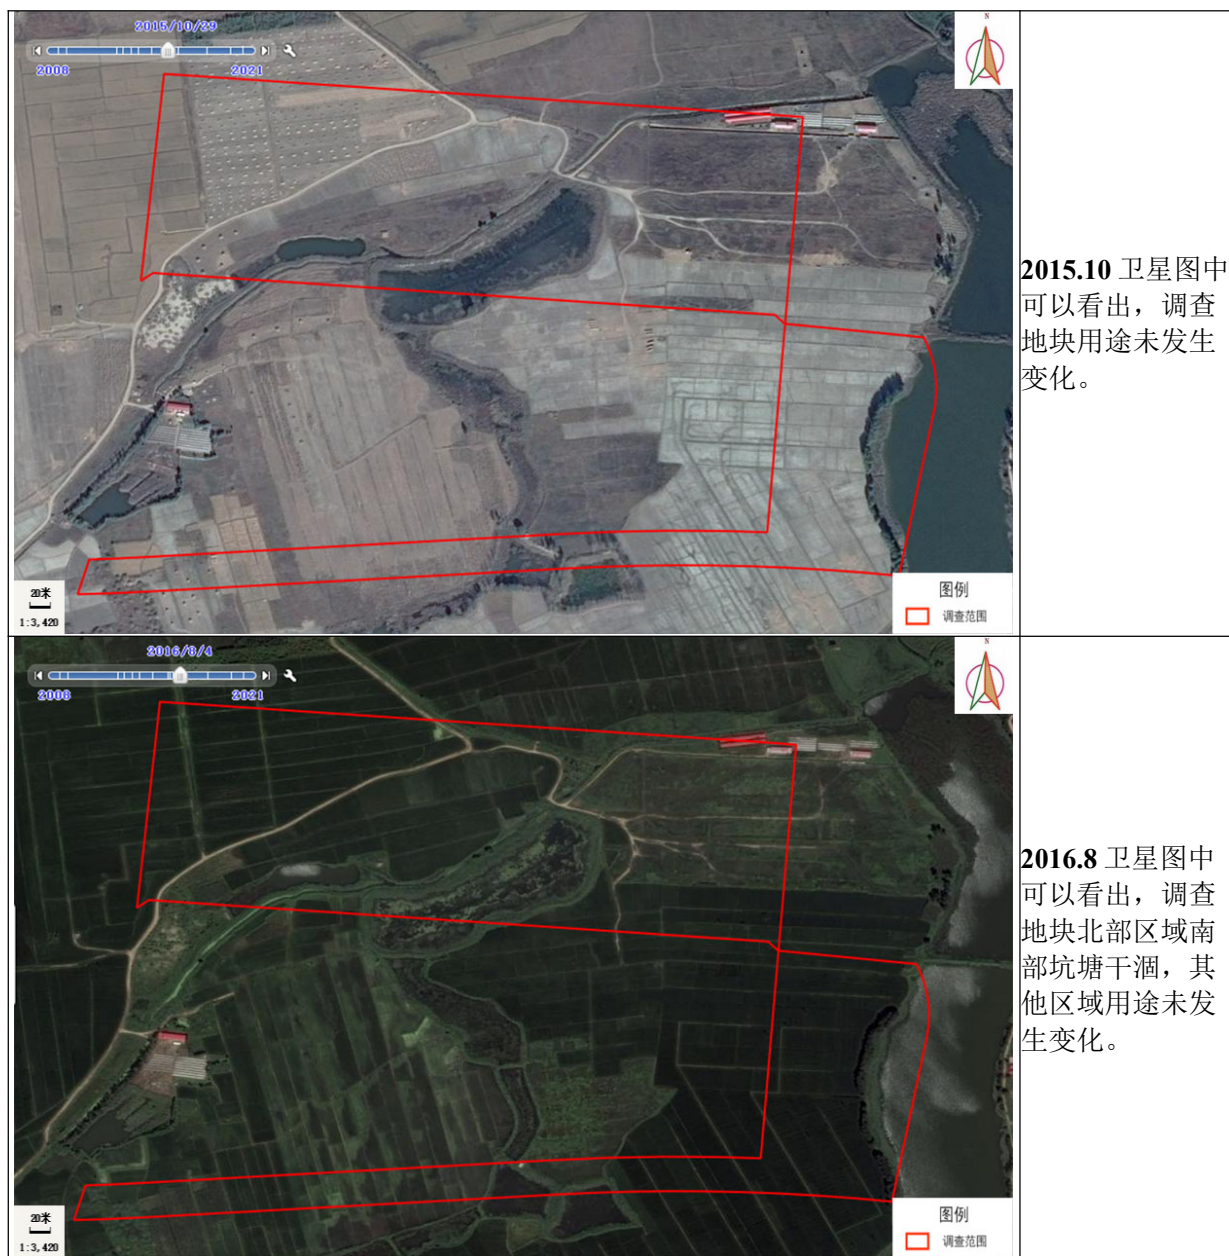 2015/10/29
2008
2021
N
20米
1:3,420
图例
调查范围
2015.10 卫星图中
可以看出，调查
地块用途未发生
变化。
2016/8/4
2008
2021
N
20米
1:3,420
图例
调查范围
2016.8 卫星图中
可以看出，调查
地块北部区域南
部坑塘干涸，其
他区域用途未发
生变化。